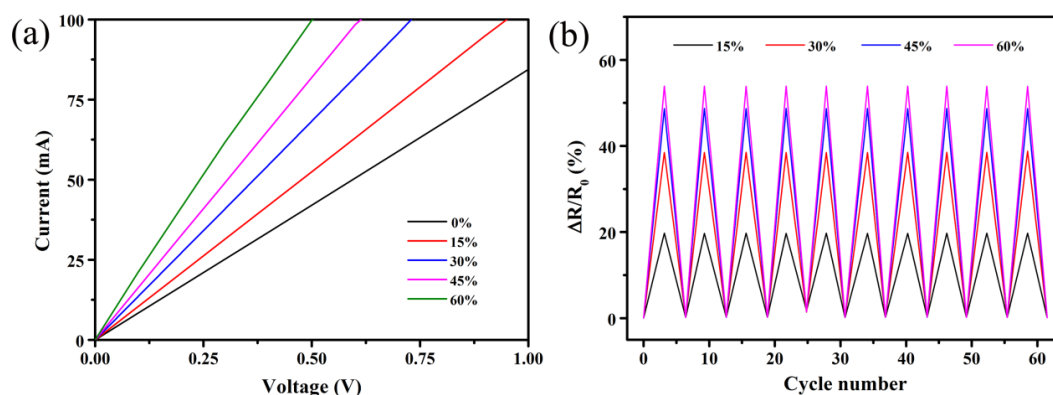 (a)
Current (mA)
100
75
50
25
0
0%
15%
30%
45%
60%
0.00 0.25 0.50 0.75 1.00
Voltage (V)
(b)
ΔR/R₀ (%)
60
40
20
0
15% 30% 45% 60%
0 10 20 30 40 50 60
Cycle number